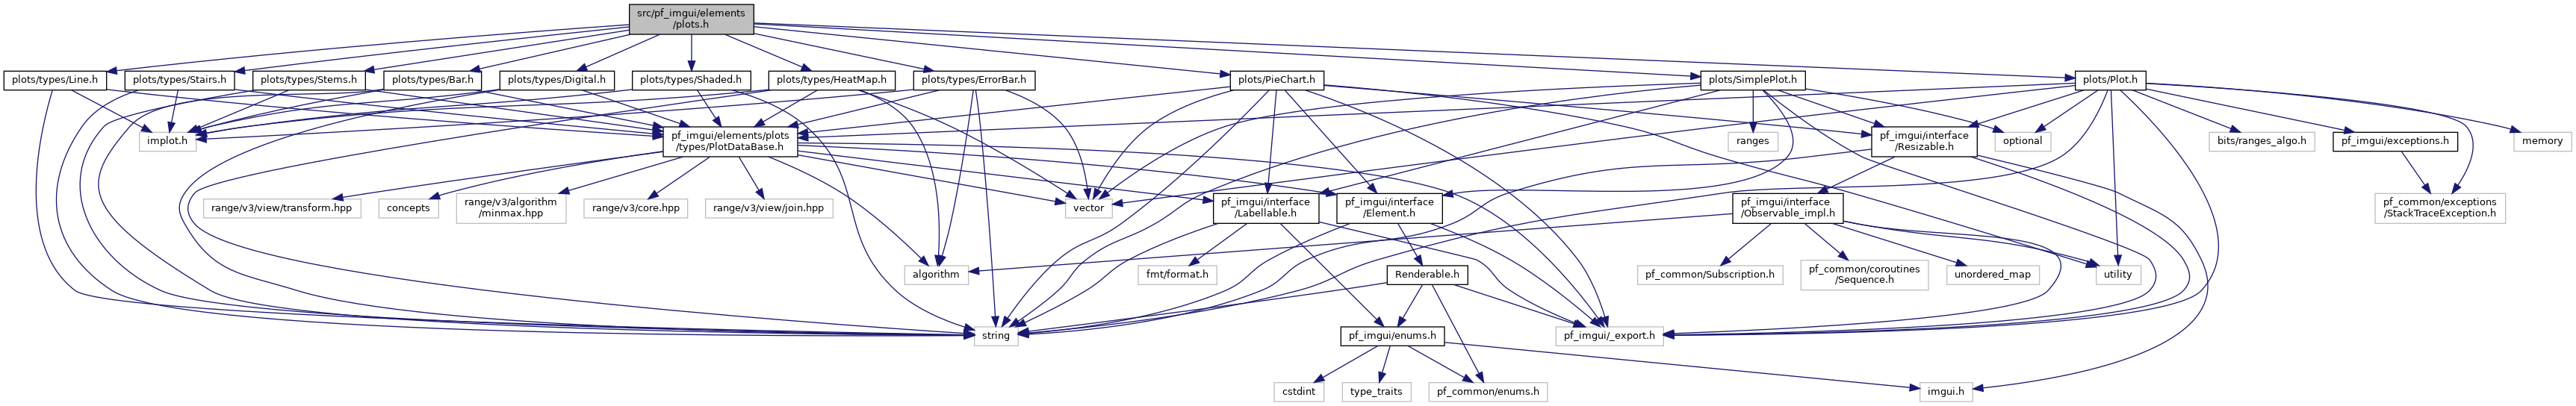 src/pf_imgui/elements
/plots.h
plots/types/Line.h
plots/types/Stairs.h
plots/types/Stems.h
plots/types/Bar.h
plots/types/Digital.h
plots/types/Shaded.h
plots/types/HeatMap.h
plots/types/ErrorBar.h
plots/PieChart.h
plots/SimplePlot.h
plots/Plot.h
implot.h
pf_imgui/elements/plots
/types/PlotDataBase.h
ranges
pf_imgui/interface
/Resizable.h
optional
bits/ranges_algo.h
pf_imgui/exceptions.h
memory
range/v3/view/transform.hpp
concepts
range/v3/algorithm
/minmax.hpp
range/v3/core.hpp
range/v3/view/join.hpp
vector
pf_imgui/interface
/Labellable.h
pf_imgui/interface
/Element.h
pf_imgui/interface
/Observable_impl.h
pf_common/exceptions
/StackTraceException.h
algorithm
fmt/format.h
Renderable.h
pf_common/Subscription.h
pf_common/coroutines
/Sequence.h
unordered_map
utility
string
pf_imgui/enums.h
pf_imgui/_export.h
cstdint
type_traits
pf_common/enums.h
imgui.h